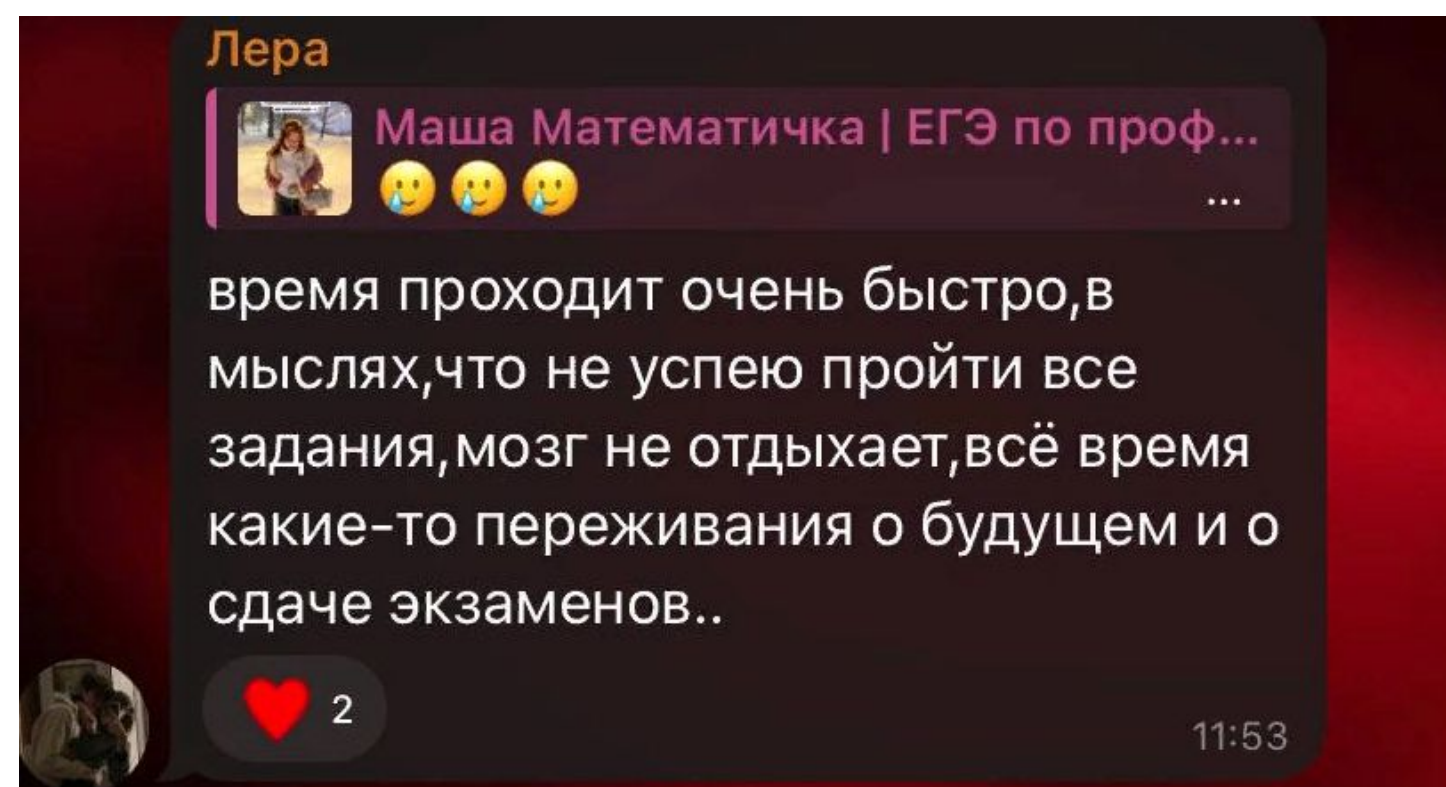 Лера
Маша Математичка | ЕГЭ по проф...
🥲🥲🥲 ...
время проходит очень быстро,в
мыслях,что не успею пройти все
задания,мозг не отдыхает,всё время
какие-то переживания о будущем и о
сдаче экзаменов..
❤️ 2
11:53